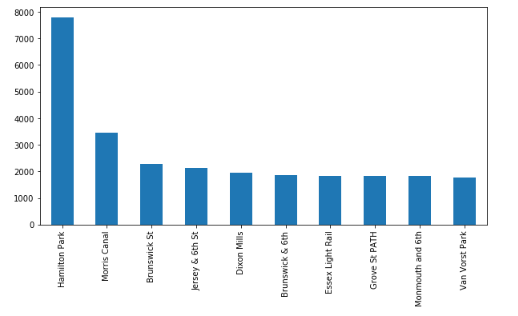 8000
7000
6000
5000
4000
3000
2000
1000
0
Hamilton Park
Morris Canal
Brunswick St
Jersey & 6th St
Dixon Mills
Brunswick & 6th
Essex Light Rail
Grove St PATH
Monmouth and 6th
Van Vorst Park